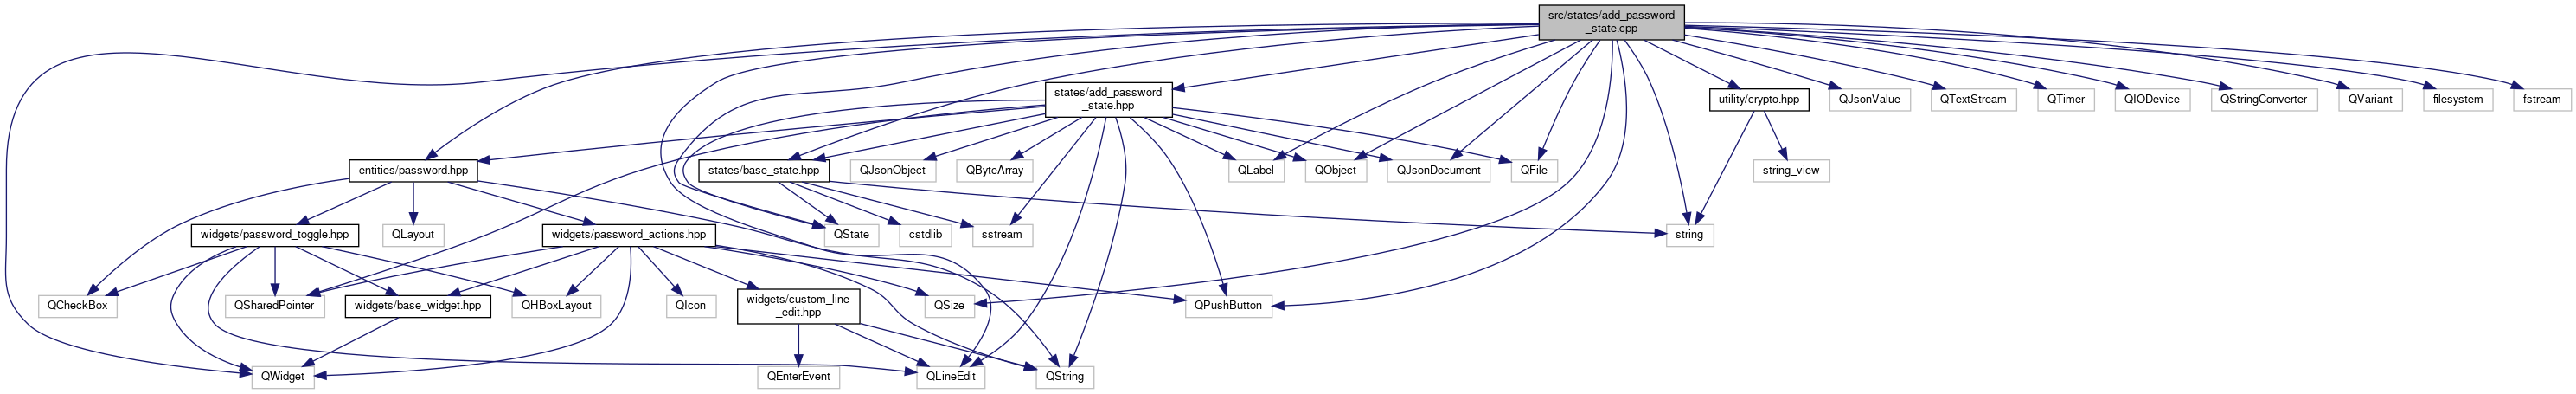 src/states/add_password
_state.cpp
states/add_password
_state.hpp
utility/crypto.hpp
QJsonValue
QTextStream
QTimer
QIODevice
QStringConverter
QVariant
filesystem
fstream
entities/password.hpp
states/base_state.hpp
QJsonObject
QByteArray
QLabel
QObject
QJsonDocument
QFile
string_view
widgets/password_toggle.hpp
QLayout
widgets/password_actions.hpp
QState
cstdlib
sstream
string
QCheckBox
QSharedPointer
widgets/base_widget.hpp
QHBoxLayout
QIcon
widgets/custom_line
_edit.hpp
QSize
QPushButton
QWidget
QEnterEvent
QLineEdit
QString